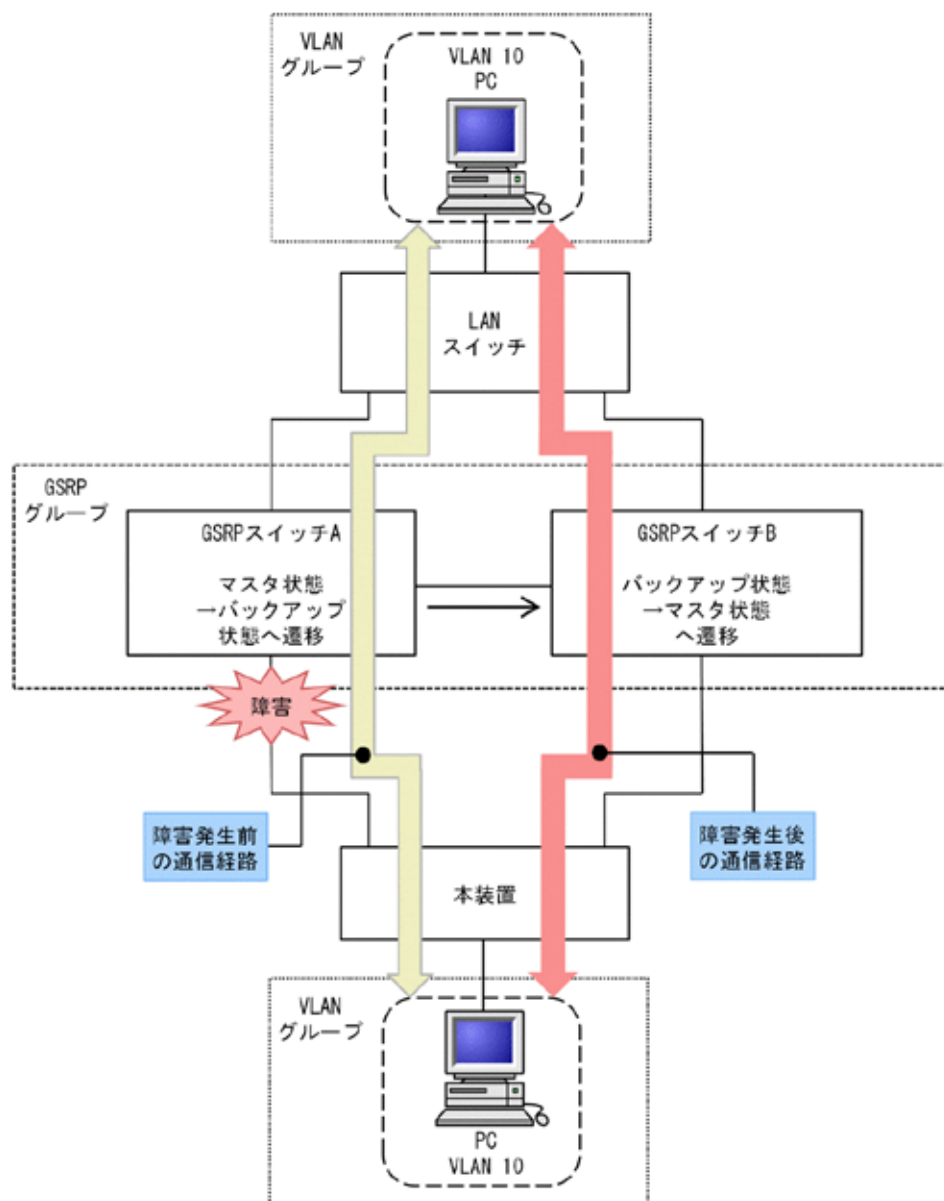 VLAN
グループ
VLAN 10
PC
LAN
スイッチ
GSRP
グループ
GSRPスイッチA
マスタ状態
→バックアップ
状態へ遷移
GSRPスイッチB
バックアップ状態
→マスタ状態
へ遷移
障害
障害発生前
の通信経路
障害発生後
の通信経路
本装置
VLAN
グループ
PC
VLAN 10